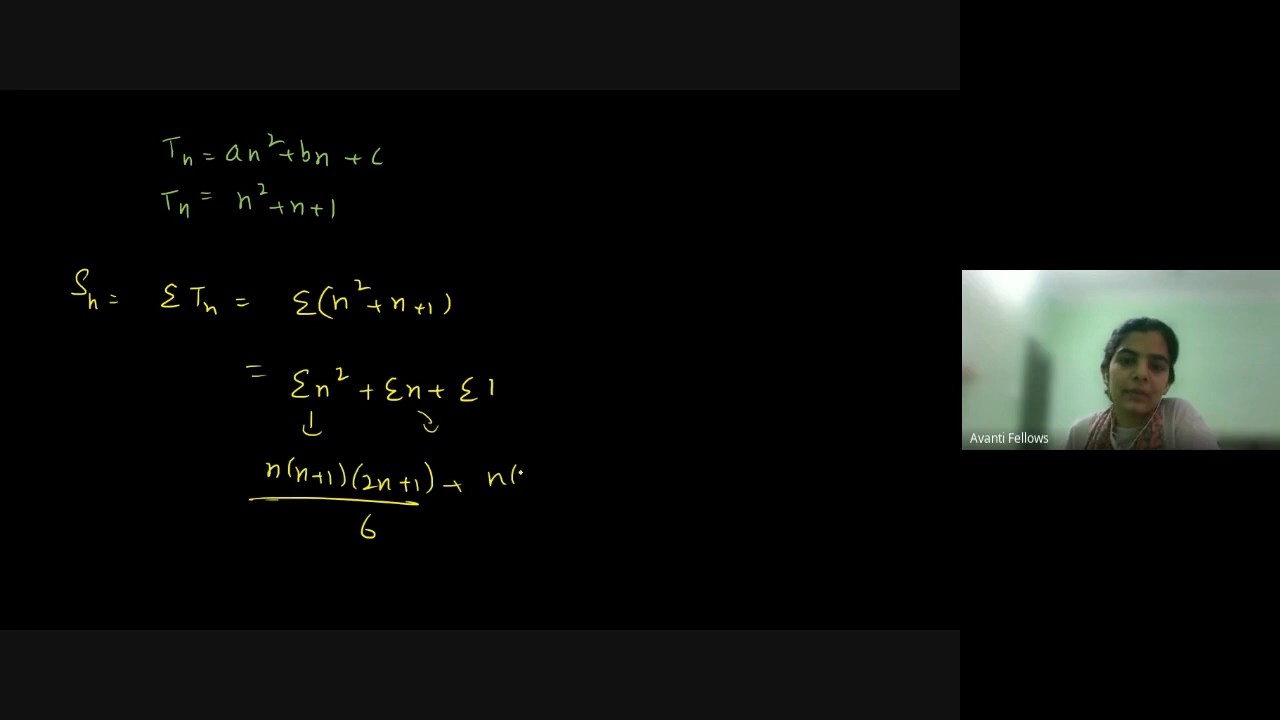 Tn = an² + bn + c
Tn = n² + n + 1
Sn = Σ Tn = Σ(n² + n + 1)
= Σn² + Σn + Σ1
↓ ↓
n(n+1)(2n+1) + n(
6
Avanti Fellows